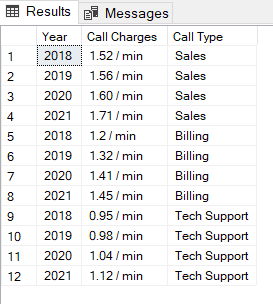 Results Messages
Year Call Charges Call Type
1 2018 1.52 / min Sales
2 2019 1.56 / min Sales
3 2020 1.60 / min Sales
4 2021 1.71 / min Sales
5 2018 1.2 / min Billing
6 2019 1.32 / min Billing
7 2020 1.41 / min Billing
8 2021 1.45 / min Billing
9 2018 0.95 / min Tech Support
10 2019 0.98 / min Tech Support
11 2020 1.04 / min Tech Support
12 2021 1.12 / min Tech Support